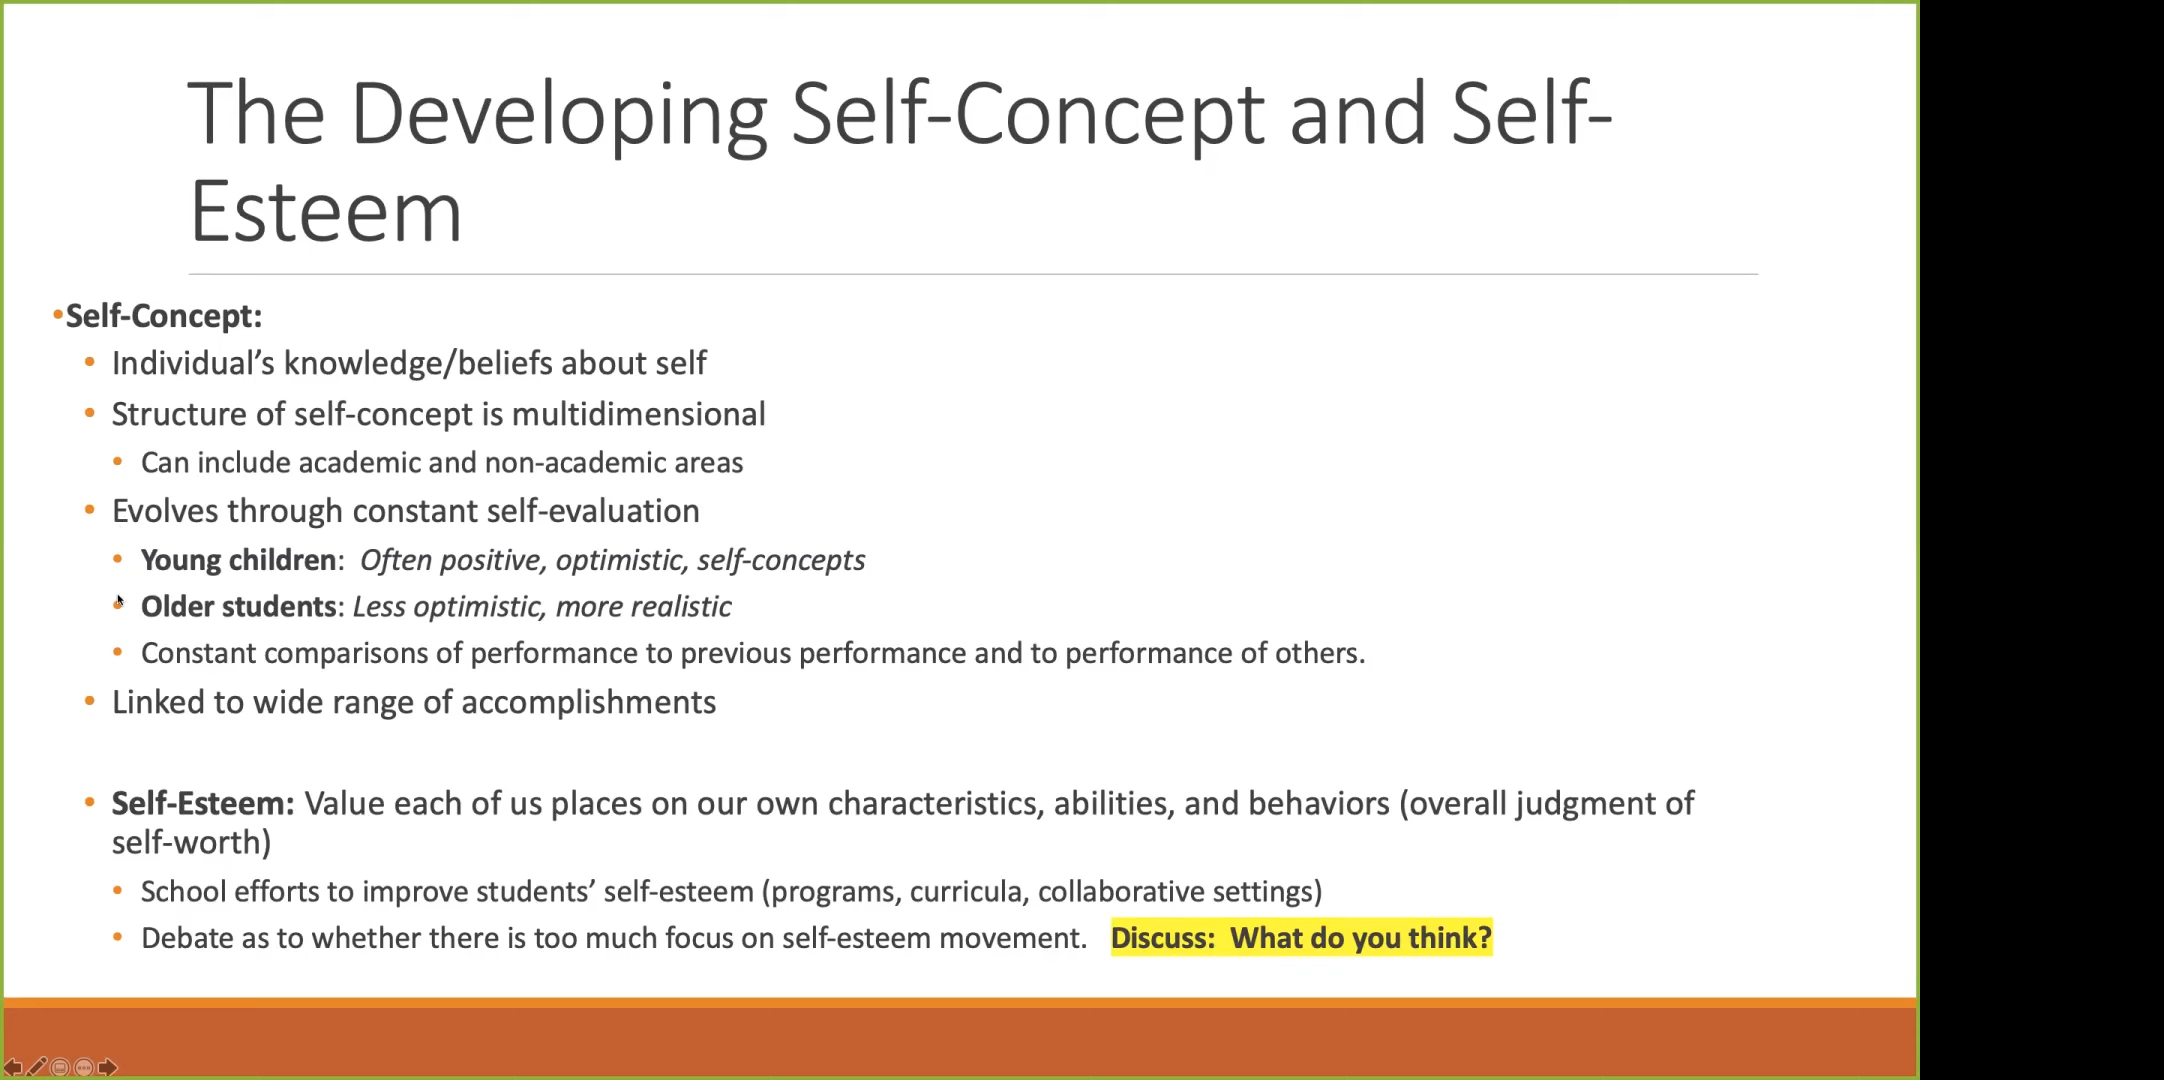 The Developing Self-Concept and Self-
Esteem
•Self-Concept:
• Individual’s knowledge/beliefs about self
• Structure of self-concept is multidimensional
• Can include academic and non-academic areas
• Evolves through constant self-evaluation
• Young children:  Often positive, optimistic, self-concepts
• Older students: Less optimistic, more realistic
• Constant comparisons of performance to previous performance and to performance of others.
• Linked to wide range of accomplishments
• Self-Esteem: Value each of us places on our own characteristics, abilities, and behaviors (overall judgment of
self-worth)
• School efforts to improve students’ self-esteem (programs, curricula, collaborative settings)
• Debate as to whether there is too much focus on self-esteem movement.   Discuss:  What do you think?